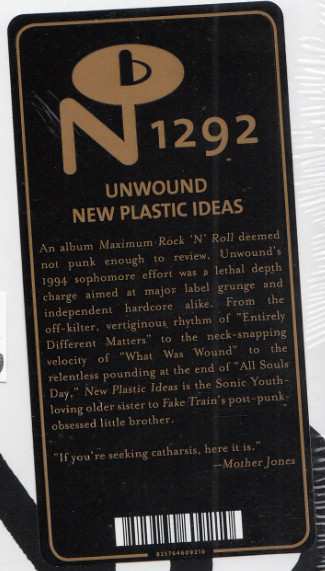 b
N 1292
UNWOUND
NEW PLASTIC IDEAS
An album Maximum Rock 'N' Roll deemed
not punk enough to review, Unwound's
1994 sophomore effort was a lethal depth
charge aimed at major label grunge and
independent hardcore alike. From the
off-kilter, vertiginous rhythm of "Entirely
Different Matters" to the neck-snapping
velocity of "What Was Wound" to the
relentless pounding at the end of "All Souls
Day," New Plastic Ideas is the Sonic Youth-
loving older sister to Fake Train's post-punk-
obsessed little brother.
"If you're seeking catharsis, here it is."
—Mother Jones
825764609210